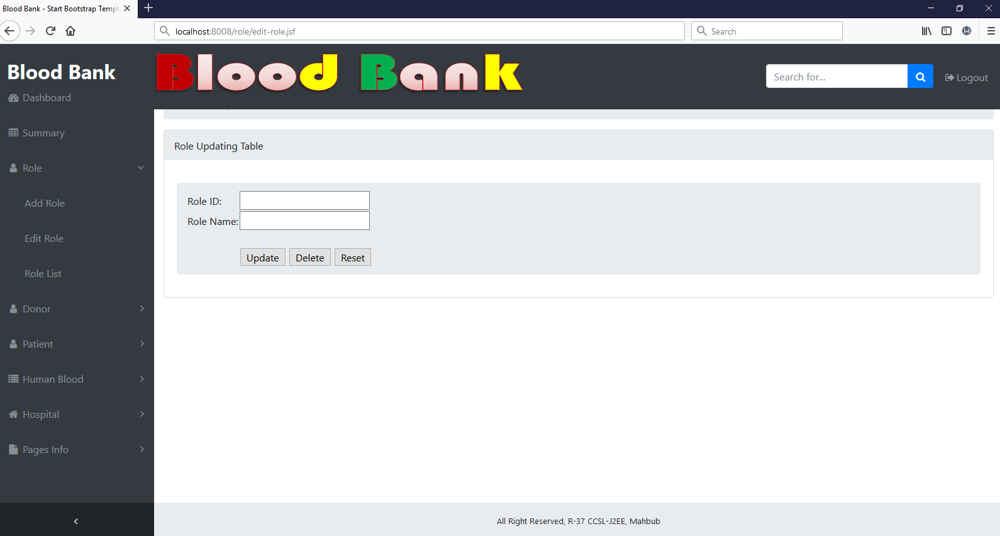 Blood Bank - Start Bootstrap Templ
localhost:8008/role/edit-role.jsf
Search
Blood Bank
Blood Bank
Search for...
Logout
Dashboard
Summary
Role
Add Role
Edit Role
Role List
Donor
Patient
Human Blood
Hospital
Pages Info
Role Updating Table
Role ID:
Role Name:
Update Delete Reset
All Right Reserved, R-37 CCSL-J2EE, Mahbub